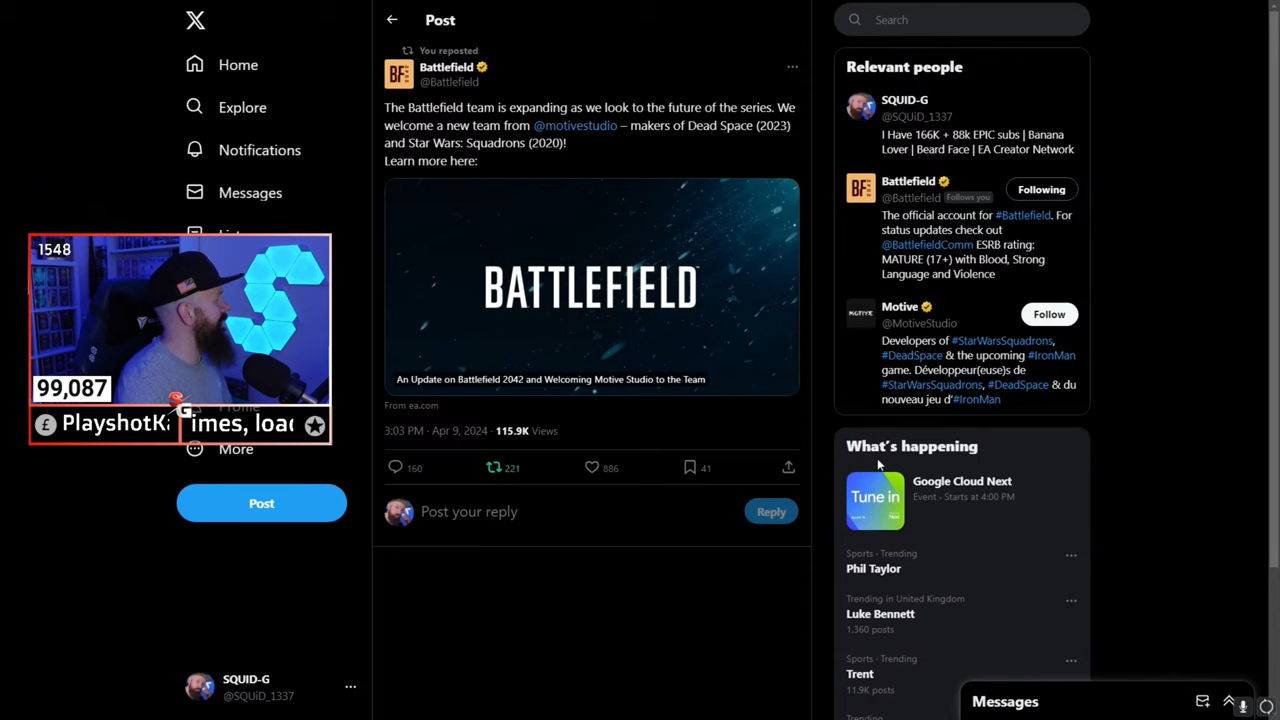 Home
Explore
Notifications
Messages
1548
99,087
PlayshotK
imes, load
More
Post
SQUID-G
@SQUiD_1337
Post
You reposted
Battlefield
@Battlefield
The Battlefield team is expanding as we look to the future of the series. We
welcome a new team from @motivestudio – makers of Dead Space (2023)
and Star Wars: Squadrons (2020)!
Learn more here:
BATTLEFIELD
An Update on Battlefield 2042 and Welcoming Motive Studio to the Team
From ea.com
3:03 PM · Apr 9, 2024 · 115.9K Views
160 221 886 41
Post your reply
Reply
Search
Relevant people
SQUID-G
@SQUiD_1337
I Have 166K + 88k EPIC subs | Banana
Lover | Beard Face | EA Creator Network
Battlefield
@Battlefield Follows you
Following
The official account for #Battlefield. For
status updates check out
@BattlefieldComm ESRB rating:
MATURE (17+) with Blood, Strong
Language and Violence
MOTIVE
Motive
@MotiveStudio
Follow
Developers of #StarWarsSquadrons,
#DeadSpace & the upcoming #IronMan
game. Développeur(euse)s de
#StarWarsSquadrons, #DeadSpace & du
nouveau jeu d'#IronMan
What's happening
Tune in
Google Cloud Next
Event · Starts at 4:00 PM
Sports · Trending
Phil Taylor
Trending in United Kingdom
Luke Bennett
1,360 posts
Sports · Trending
Trent
11.9K posts
Messages